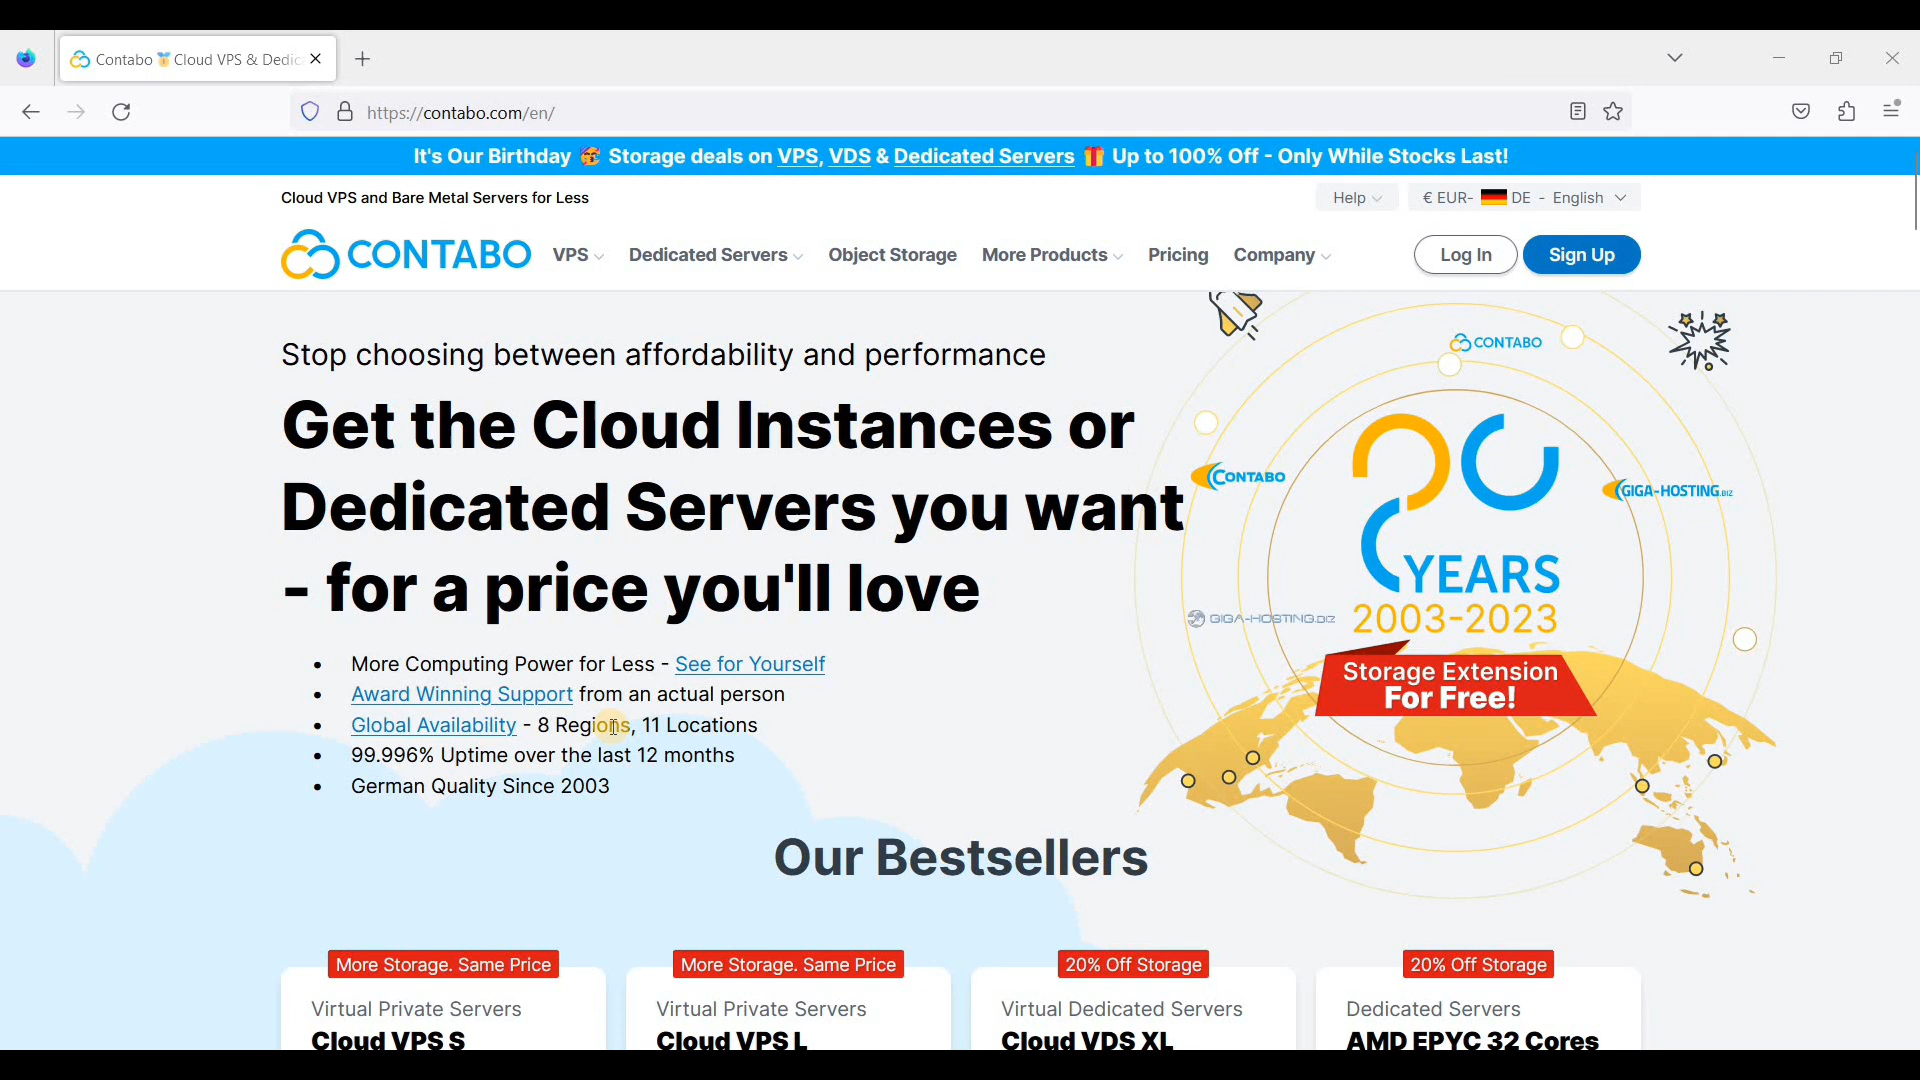 Contabo 🥇Cloud VPS & Dedic
https://contabo.com/en/
It's Our Birthday 🥳 Storage deals on VPS, VDS & Dedicated Servers 🎁 Up to 100% Off - Only While Stocks Last!
Cloud VPS and Bare Metal Servers for Less
Help
€ EUR- DE - English
CONTABO
VPS
Dedicated Servers
Object Storage
More Products
Pricing
Company
Log In
Sign Up
Stop choosing between affordability and performance
Get the Cloud Instances or
Dedicated Servers you want
- for a price you'll love
• More Computing Power for Less - See for Yourself
• Award Winning Support from an actual person
• Global Availability - 8 Regions, 11 Locations
• 99.996% Uptime over the last 12 months
• German Quality Since 2003
CONTABO
CONTABO
GIGA-HOSTING.BIZ
20
YEARS
GIGA-HOSTING.BIZ
2003-2023
Storage Extension
For Free!
Our Bestsellers
More Storage. Same Price
Virtual Private Servers
Cloud VPS S
More Storage. Same Price
Virtual Private Servers
Cloud VPS L
20% Off Storage
Virtual Dedicated Servers
Cloud VDS XL
20% Off Storage
Dedicated Servers
AMD EPYC 32 Cores